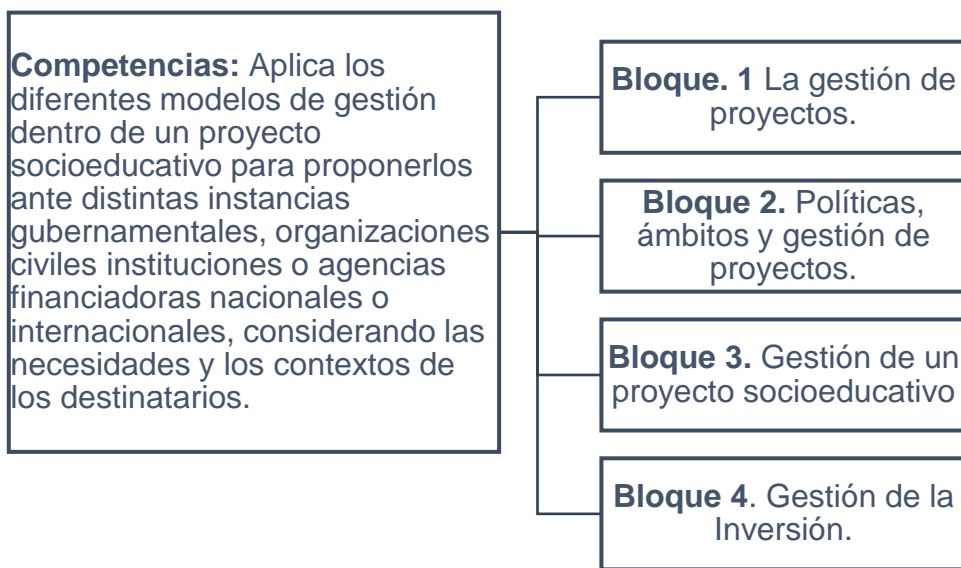 Competencias: Aplica los
diferentes modelos de gestión
dentro de un proyecto
socioeducativo para proponerlos
ante distintas instancias
gubernamentales, organizaciones
civiles instituciones o agencias
financiadoras nacionales o
internacionales, considerando las
necesidades y los contextos de
los destinatarios.
Bloque. 1 La gestión de
proyectos.
Bloque 2. Políticas,
ámbitos y gestión de
proyectos.
Bloque 3. Gestión de un
proyecto socioeducativo
Bloque 4. Gestión de la
Inversión.